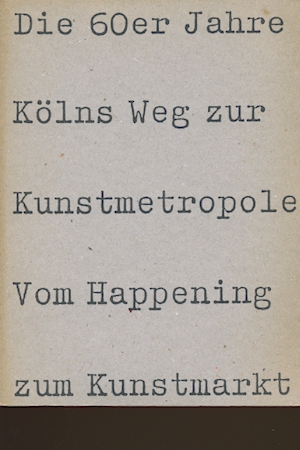 Die 60er Jahre
Kölns Weg zur
Kunstmetropole
Vom Happening
zum Kunstmarkt